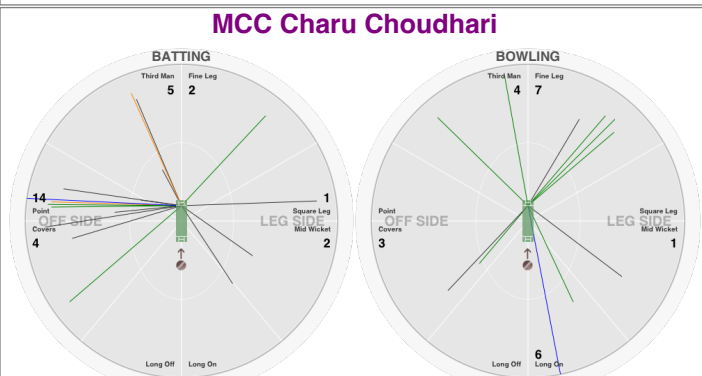 MCC Charu Choudhari
BATTING
Third Man Fine Leg
5 2
14 1
Point Square Leg
OFF SIDE LEG SIDE
Covers Mid Wicket
4 2
Long Off Long On
BOWLING
Third Man Fine Leg
4 7
Point Square Leg
OFF SIDE LEG SIDE
Covers Mid Wicket
3 1
6
Long Off Long On